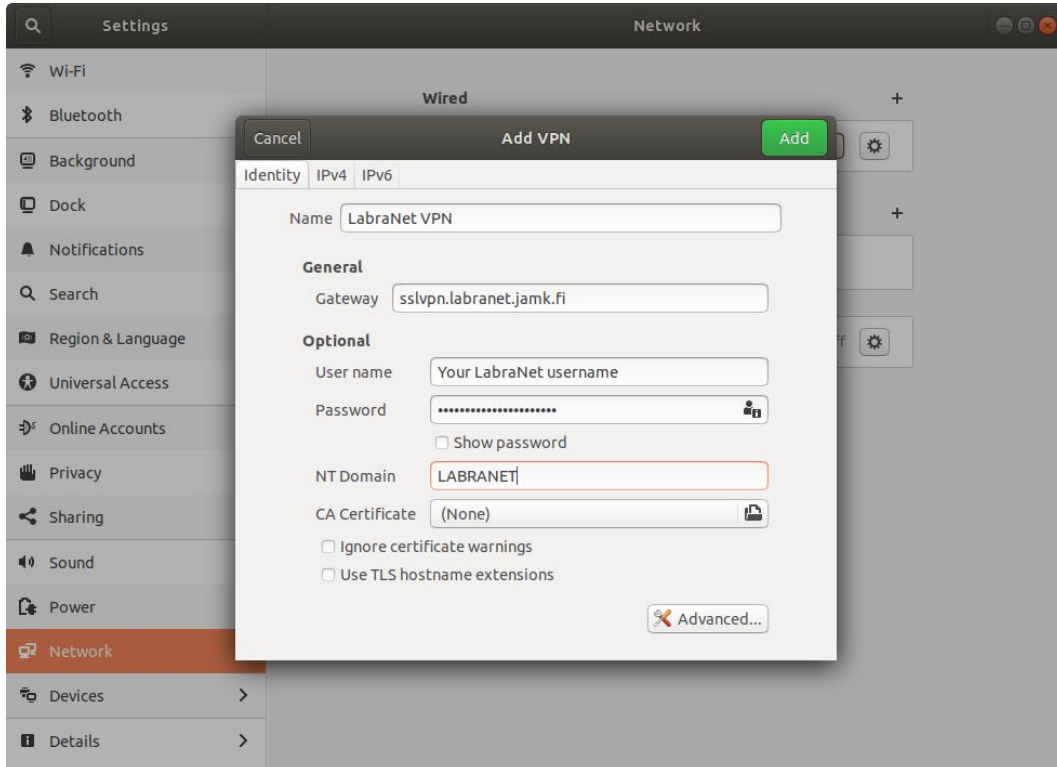 Settings
Network
Wi-Fi
Bluetooth
Background
Dock
Notifications
Search
Region & Language
Universal Access
Online Accounts
Privacy
Sharing
Sound
Power
Network
Devices
Details
Wired
Cancel
Add VPN
Add
Identity IPv4 IPv6
Name LabraNet VPN
General
Gateway sslvpn.labranet.jamk.fi
Optional
User name Your LabraNet username
Password ••••••••••••••••••••••
Show password
NT Domain LABRANET
CA Certificate (None)
Ignore certificate warnings
Use TLS hostname extensions
Advanced...